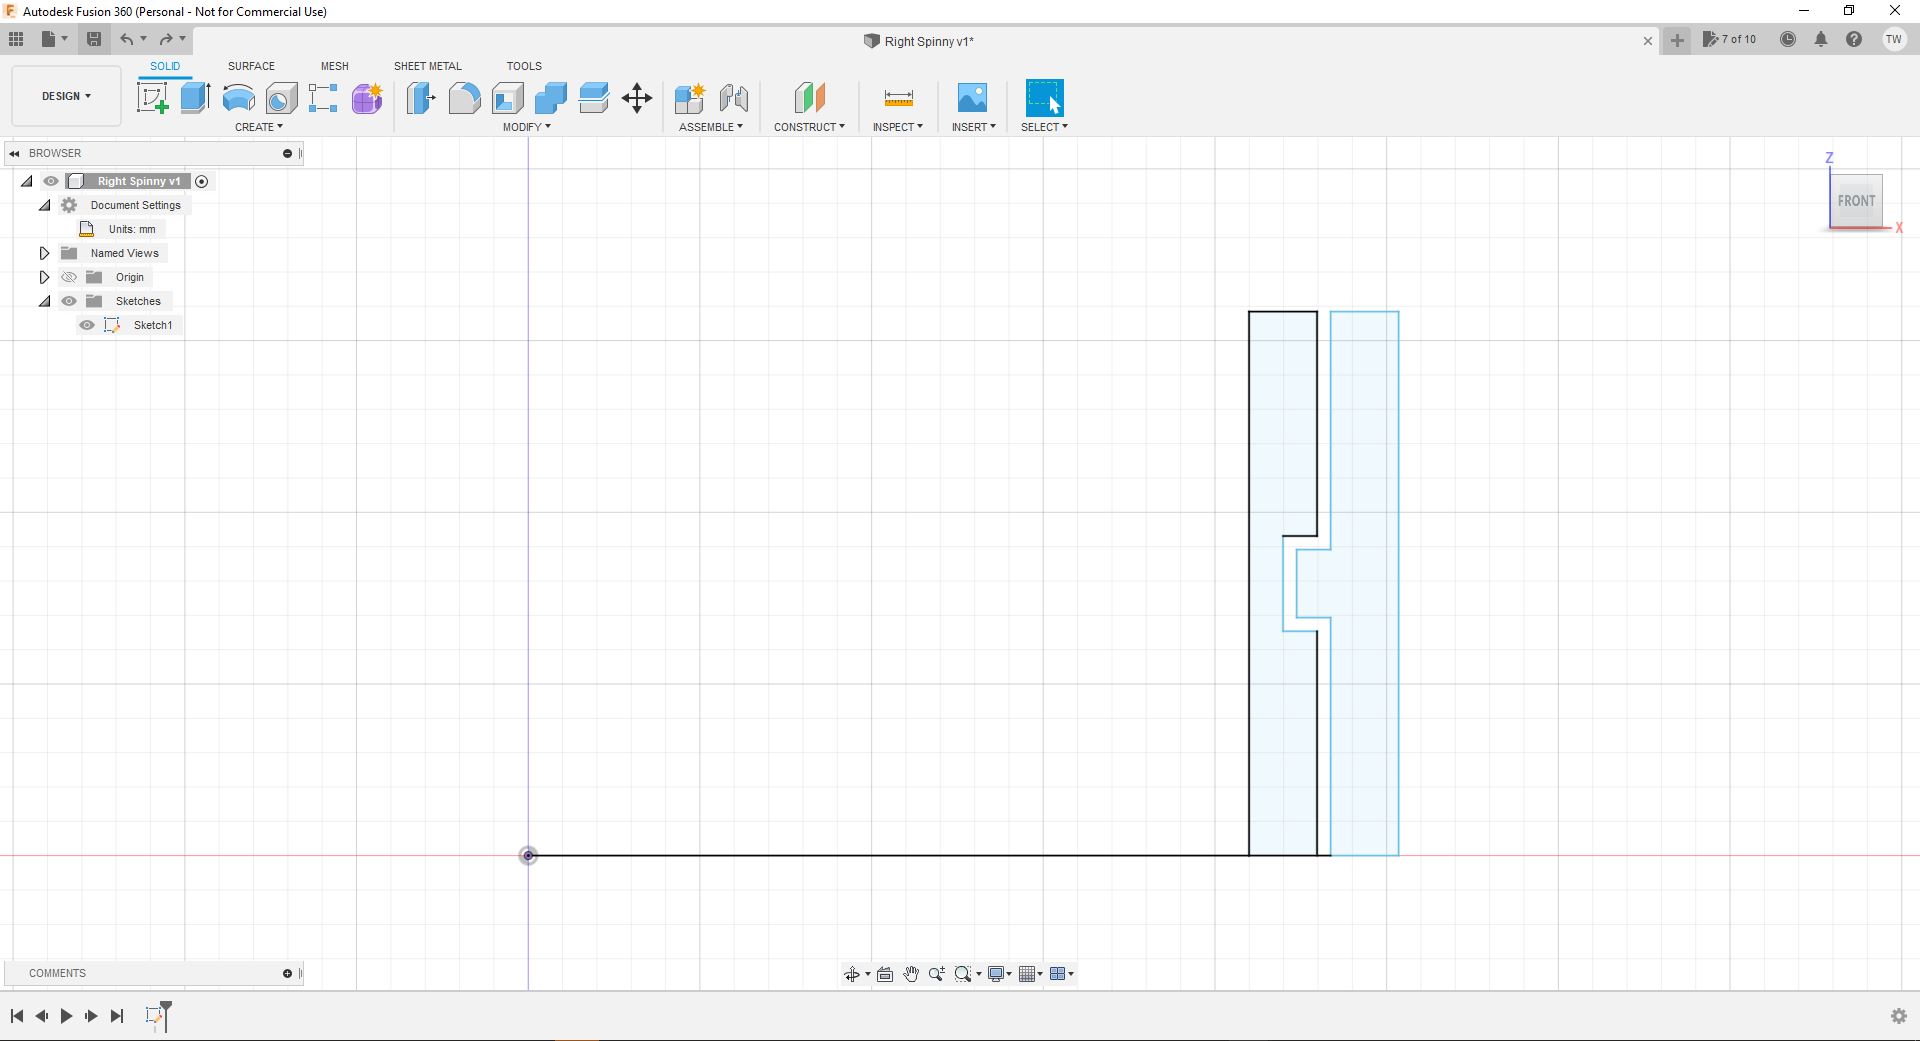 Autodesk Fusion 360 (Personal - Not for Commercial Use)
Right Spinny v1*
7 of 10
TW
SOLID
SURFACE
MESH
SHEET METAL
TOOLS
DESIGN
CREATE
MODIFY
ASSEMBLE
CONSTRUCT
INSPECT
INSERT
SELECT
BROWSER
Right Spinny v1
Document Settings
Units: mm
Named Views
Origin
Sketches
Sketch1
Z
FRONT
X
COMMENTS